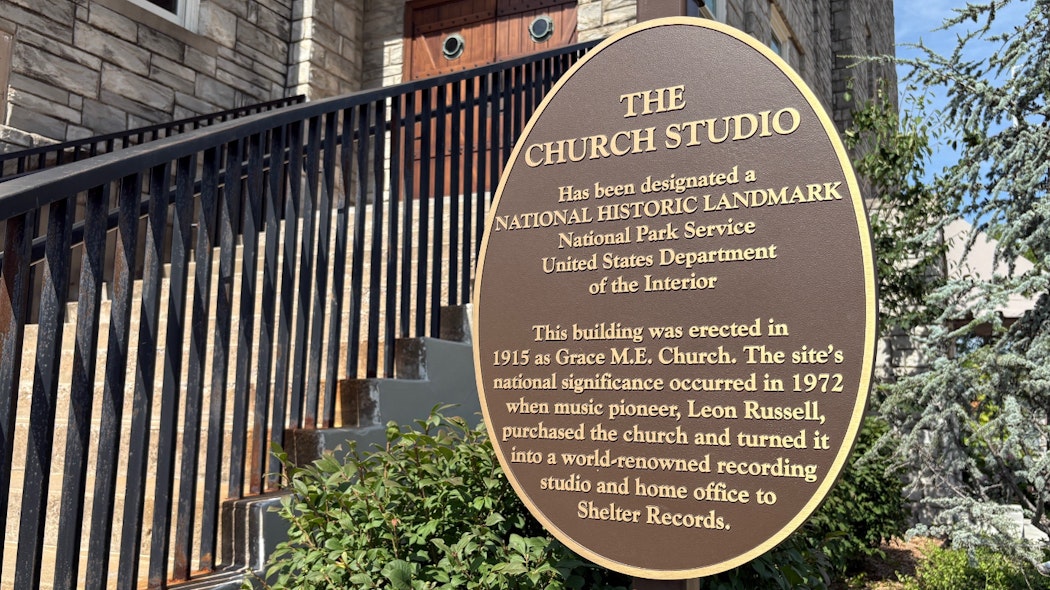 THE
CHURCH STUDIO
Has been designated a
NATIONAL HISTORIC LANDMARK
National Park Service
United States Department
of the Interior
This building was erected in
1915 as Grace M.E. Church. The site's
national significance occurred in 1972
when music pioneer, Leon Russell,
purchased the church and turned it
into a world-renowned recording
studio and home office to
Shelter Records.